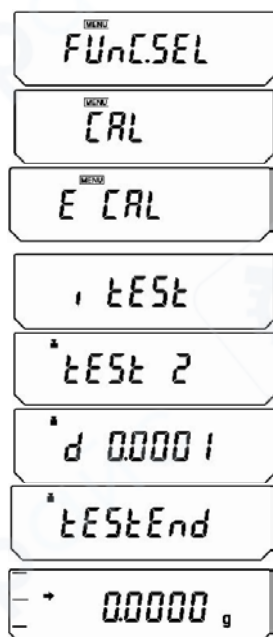 MENU
FUnC.SEL
MENU
CAL
MENU
E CAL
i tESt
tESt 2
d 0.0001
tEStEnd
0.0000 g